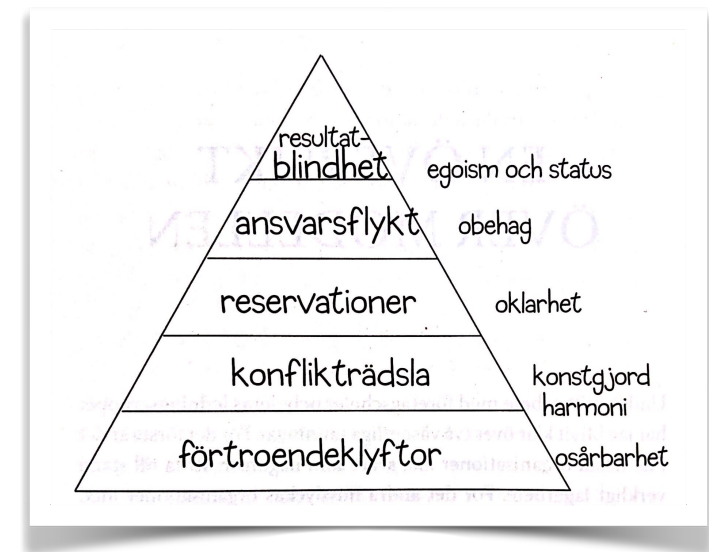 resultat-
blindhet
egoism och status
ansvarsflykt
obehag
reservationer
oklarhet
konflikträdsla
konstgjord
harmoni
förtroendeklyftor
osårbarhet